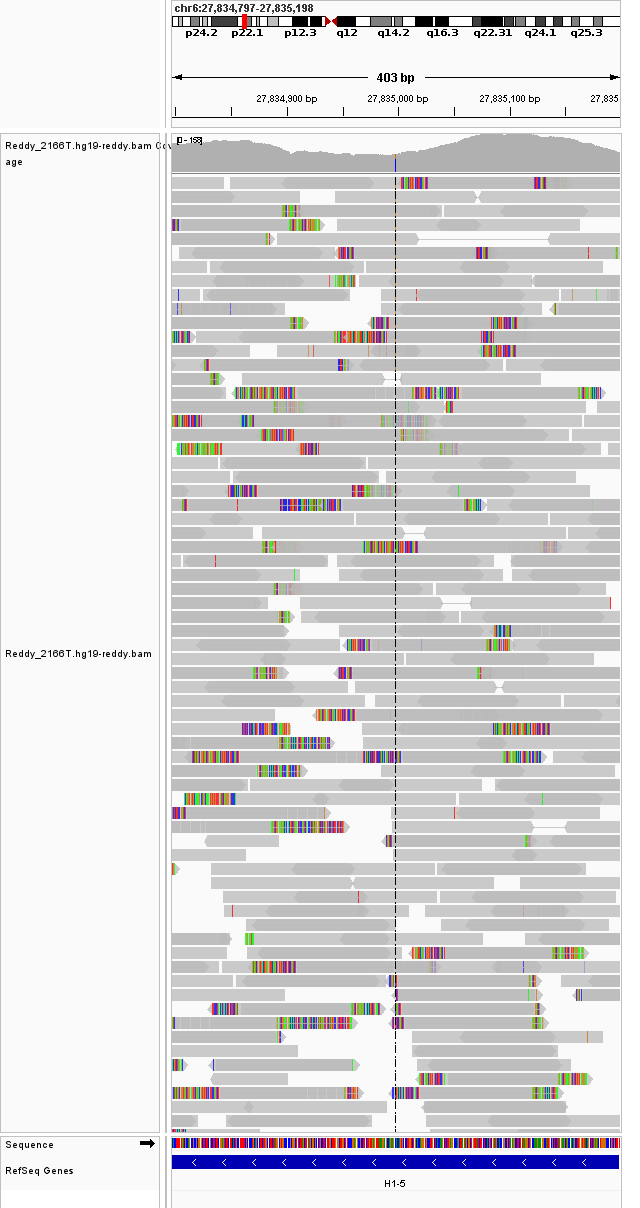 chr6:27,834,797-27,835,198
p24.2 p22.1 p12.3 q12 q14.2 q16.3 q22.31 q24.1 q25.3
403 bp
27,834,900 bp 27,835,000 bp 27,835,100 bp 27,835
Reddy_2166T.hg19-reddy.bam Cov
age
Reddy_2166T.hg19-reddy.bam
Sequence
RefSeq Genes
H1-5